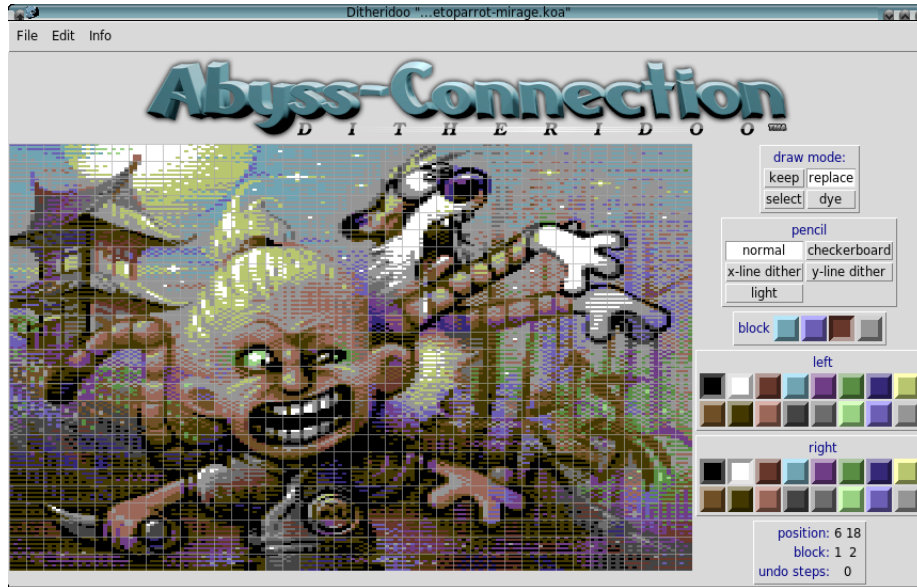 Ditheridoo "...etoparrot-mirage.koa"
File Edit Info
Abyss-Connection
DITHERIDOO
draw mode:
keep replace
select dye
pencil
normal checkerboard
x-line dither y-line dither
light
block
left
right
position: 6 18
block: 1 2
undo steps: 0